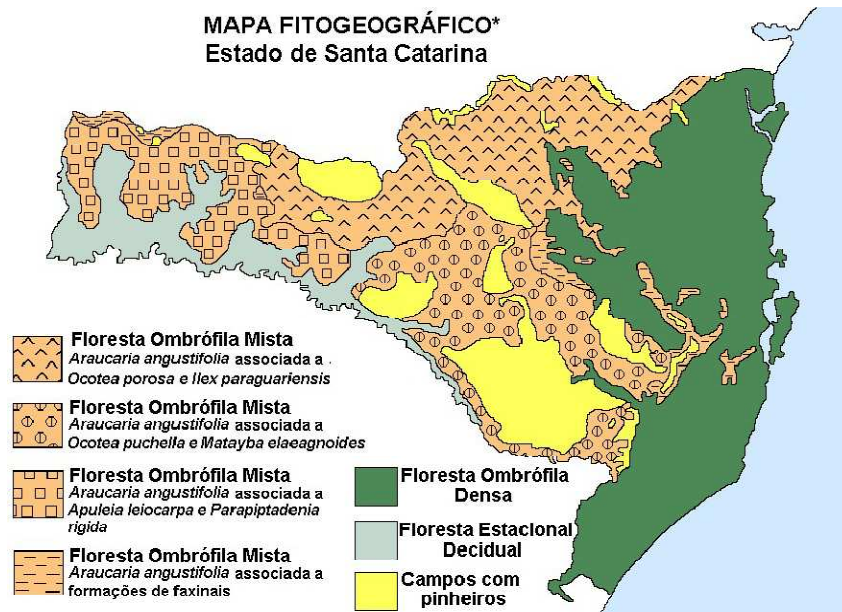 MAPA FITOGEOGRÁFICO*
Estado de Santa Catarina
Floresta Ombrófila Mista
Araucaria angustifolia associada a
Ocotea porosa e Ilex paraguariensis
Floresta Ombrófila Mista
Araucaria angustifolia associada a
Ocotea puchella e Matayba elaeagnoides
Floresta Ombrófila Mista
Araucaria angustifolia associada a
Apuleia leiocarpa e Parapiptadenia
rigida
Floresta Ombrófila Mista
Araucaria angustifolia associada a
formações de faxinais
Floresta Ombrófila
Densa
Floresta Estacional
Decidual
Campos com
pinheiros